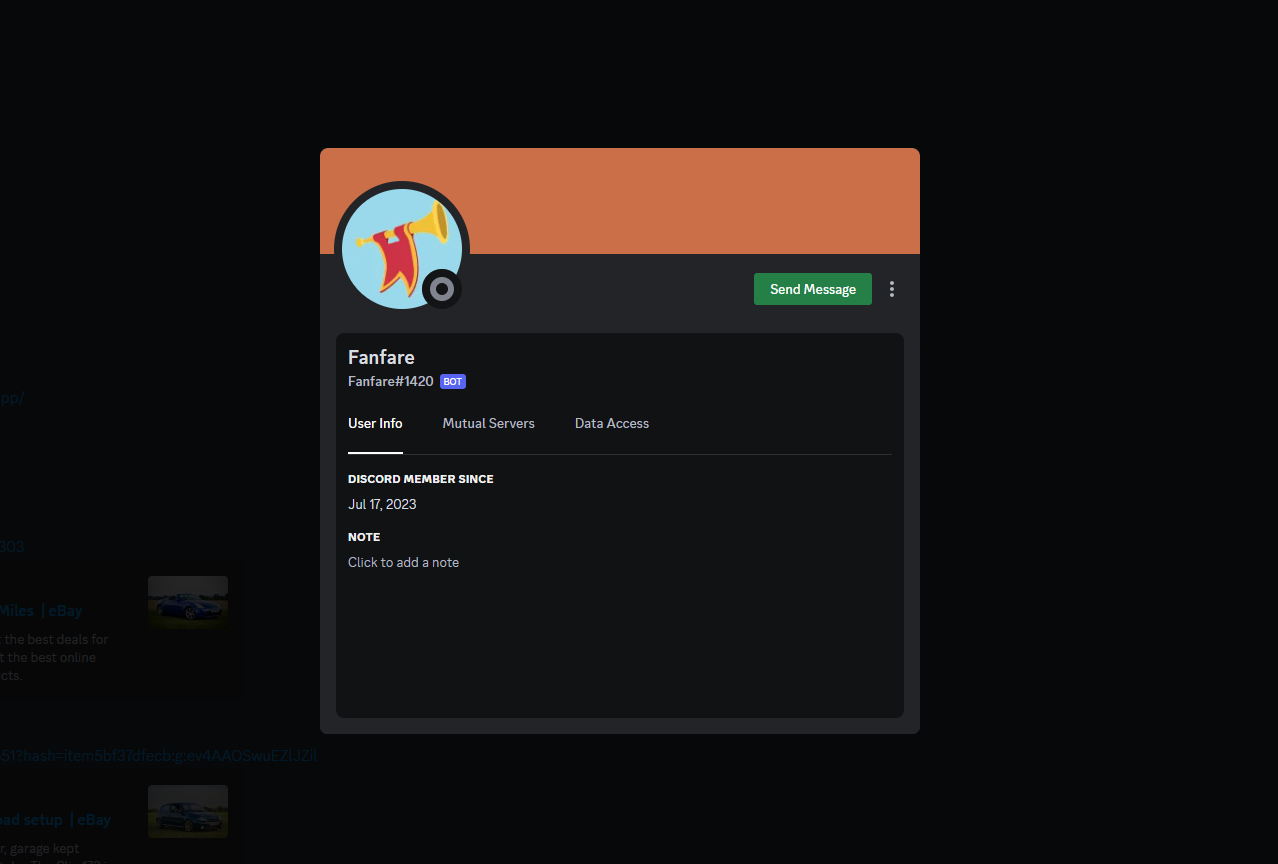 Send Message
Fanfare
Fanfare#1420 BOT
User Info Mutual Servers Data Access
DISCORD MEMBER SINCE
Jul 17, 2023
NOTE
Click to add a note
pp/
303
Miles | eBay
the best deals for
t the best online
cts.
51?hash=item5bf37dfecb:g:ev4AAOSwuEZlJZil
oad setup | eBay
r, garage kept